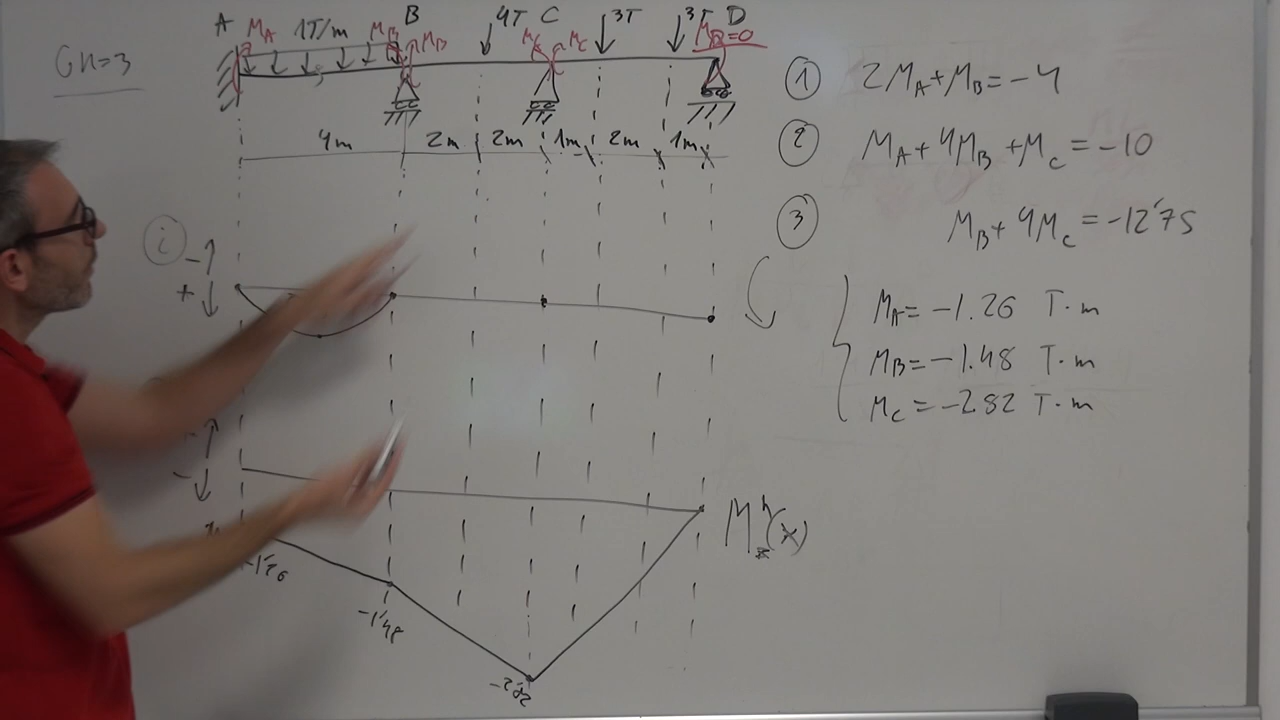 Gh=3
A M_A 1T/m M_B B M_B 4T M_C C M_C 3T 3T D
M_D=0
4m 2m 2m 1m 2m 1m
① 2M_A+M_B=-4
② M_A+4M_B+M_C=-10
③ M_B+4M_C=-12'75
i
-
+
M_A=-1.26 T·m
M_B=-1.48 T·m
M_C=-2.82 T·m
-
M_z^h(x)
-1'26
-1'48
-2'82